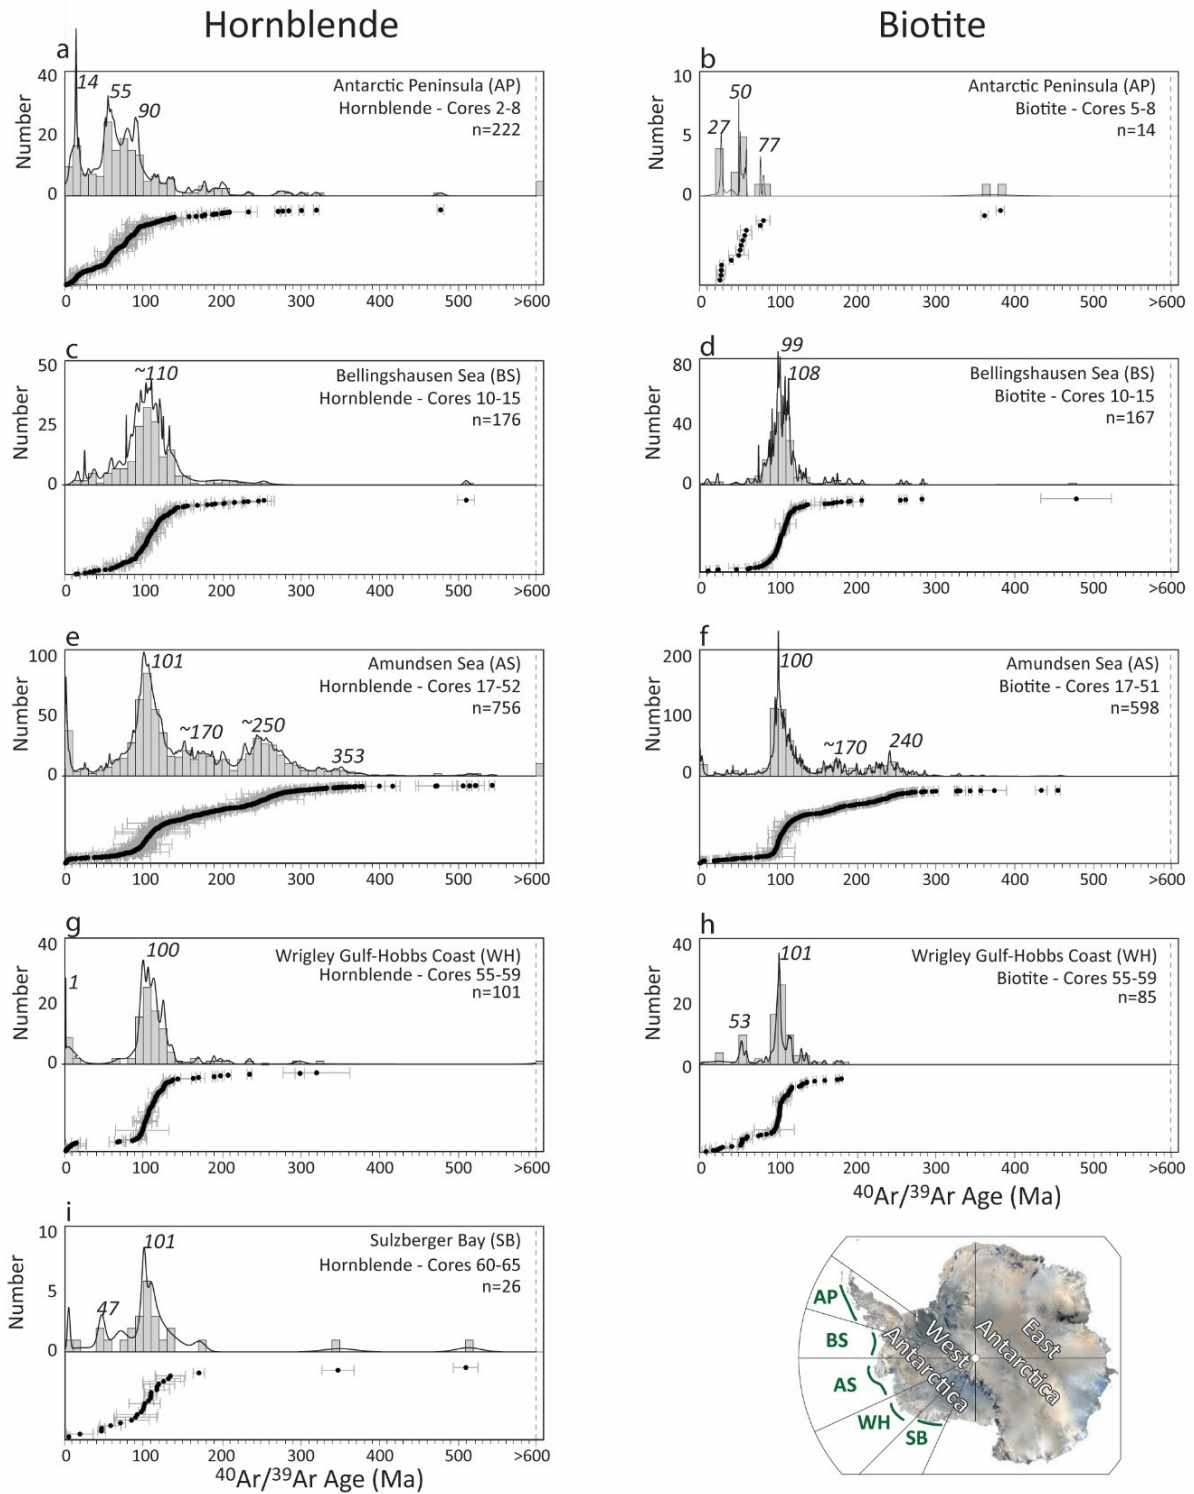 Hornblende
Biotite
a
40
20
0
Number
14
55
90
Antarctic Peninsula (AP)
Hornblende - Cores 2-8
n=222
0 100 200 300 400 500 >600
b
10
5
0
Number
27
50
77
Antarctic Peninsula (AP)
Biotite - Cores 5-8
n=14
0 100 200 300 400 500 >600
c
50
25
0
Number
~110
Bellingshausen Sea (BS)
Hornblende - Cores 10-15
n=176
0 100 200 300 400 500 >600
d
80
40
0
Number
99
108
Bellingshausen Sea (BS)
Biotite - Cores 10-15
n=167
0 100 200 300 400 500 >600
e
100
50
0
Number
101
~170
~250
353
Amundsen Sea (AS)
Hornblende - Cores 17-52
n=756
0 100 200 300 400 500 >600
f
200
100
0
Number
100
~170
240
Amundsen Sea (AS)
Biotite - Cores 17-51
n=598
0 100 200 300 400 500 >600
g
40
20
0
Number
1
100
Wrigley Gulf-Hobbs Coast (WH)
Hornblende - Cores 55-59
n=101
0 100 200 300 400 500 >600
h
40
20
0
Number
53
101
Wrigley Gulf-Hobbs Coast (WH)
Biotite - Cores 55-59
n=85
0 100 200 300 400 500 >600
40Ar/39Ar Age (Ma)
i
10
5
0
Number
47
101
Sulzberger Bay (SB)
Hornblende - Cores 60-65
n=26
0 100 200 300 400 500 >600
40Ar/39Ar Age (Ma)
AP
BS
AS
WH
SB
West
Antarctica
East
Antarctica